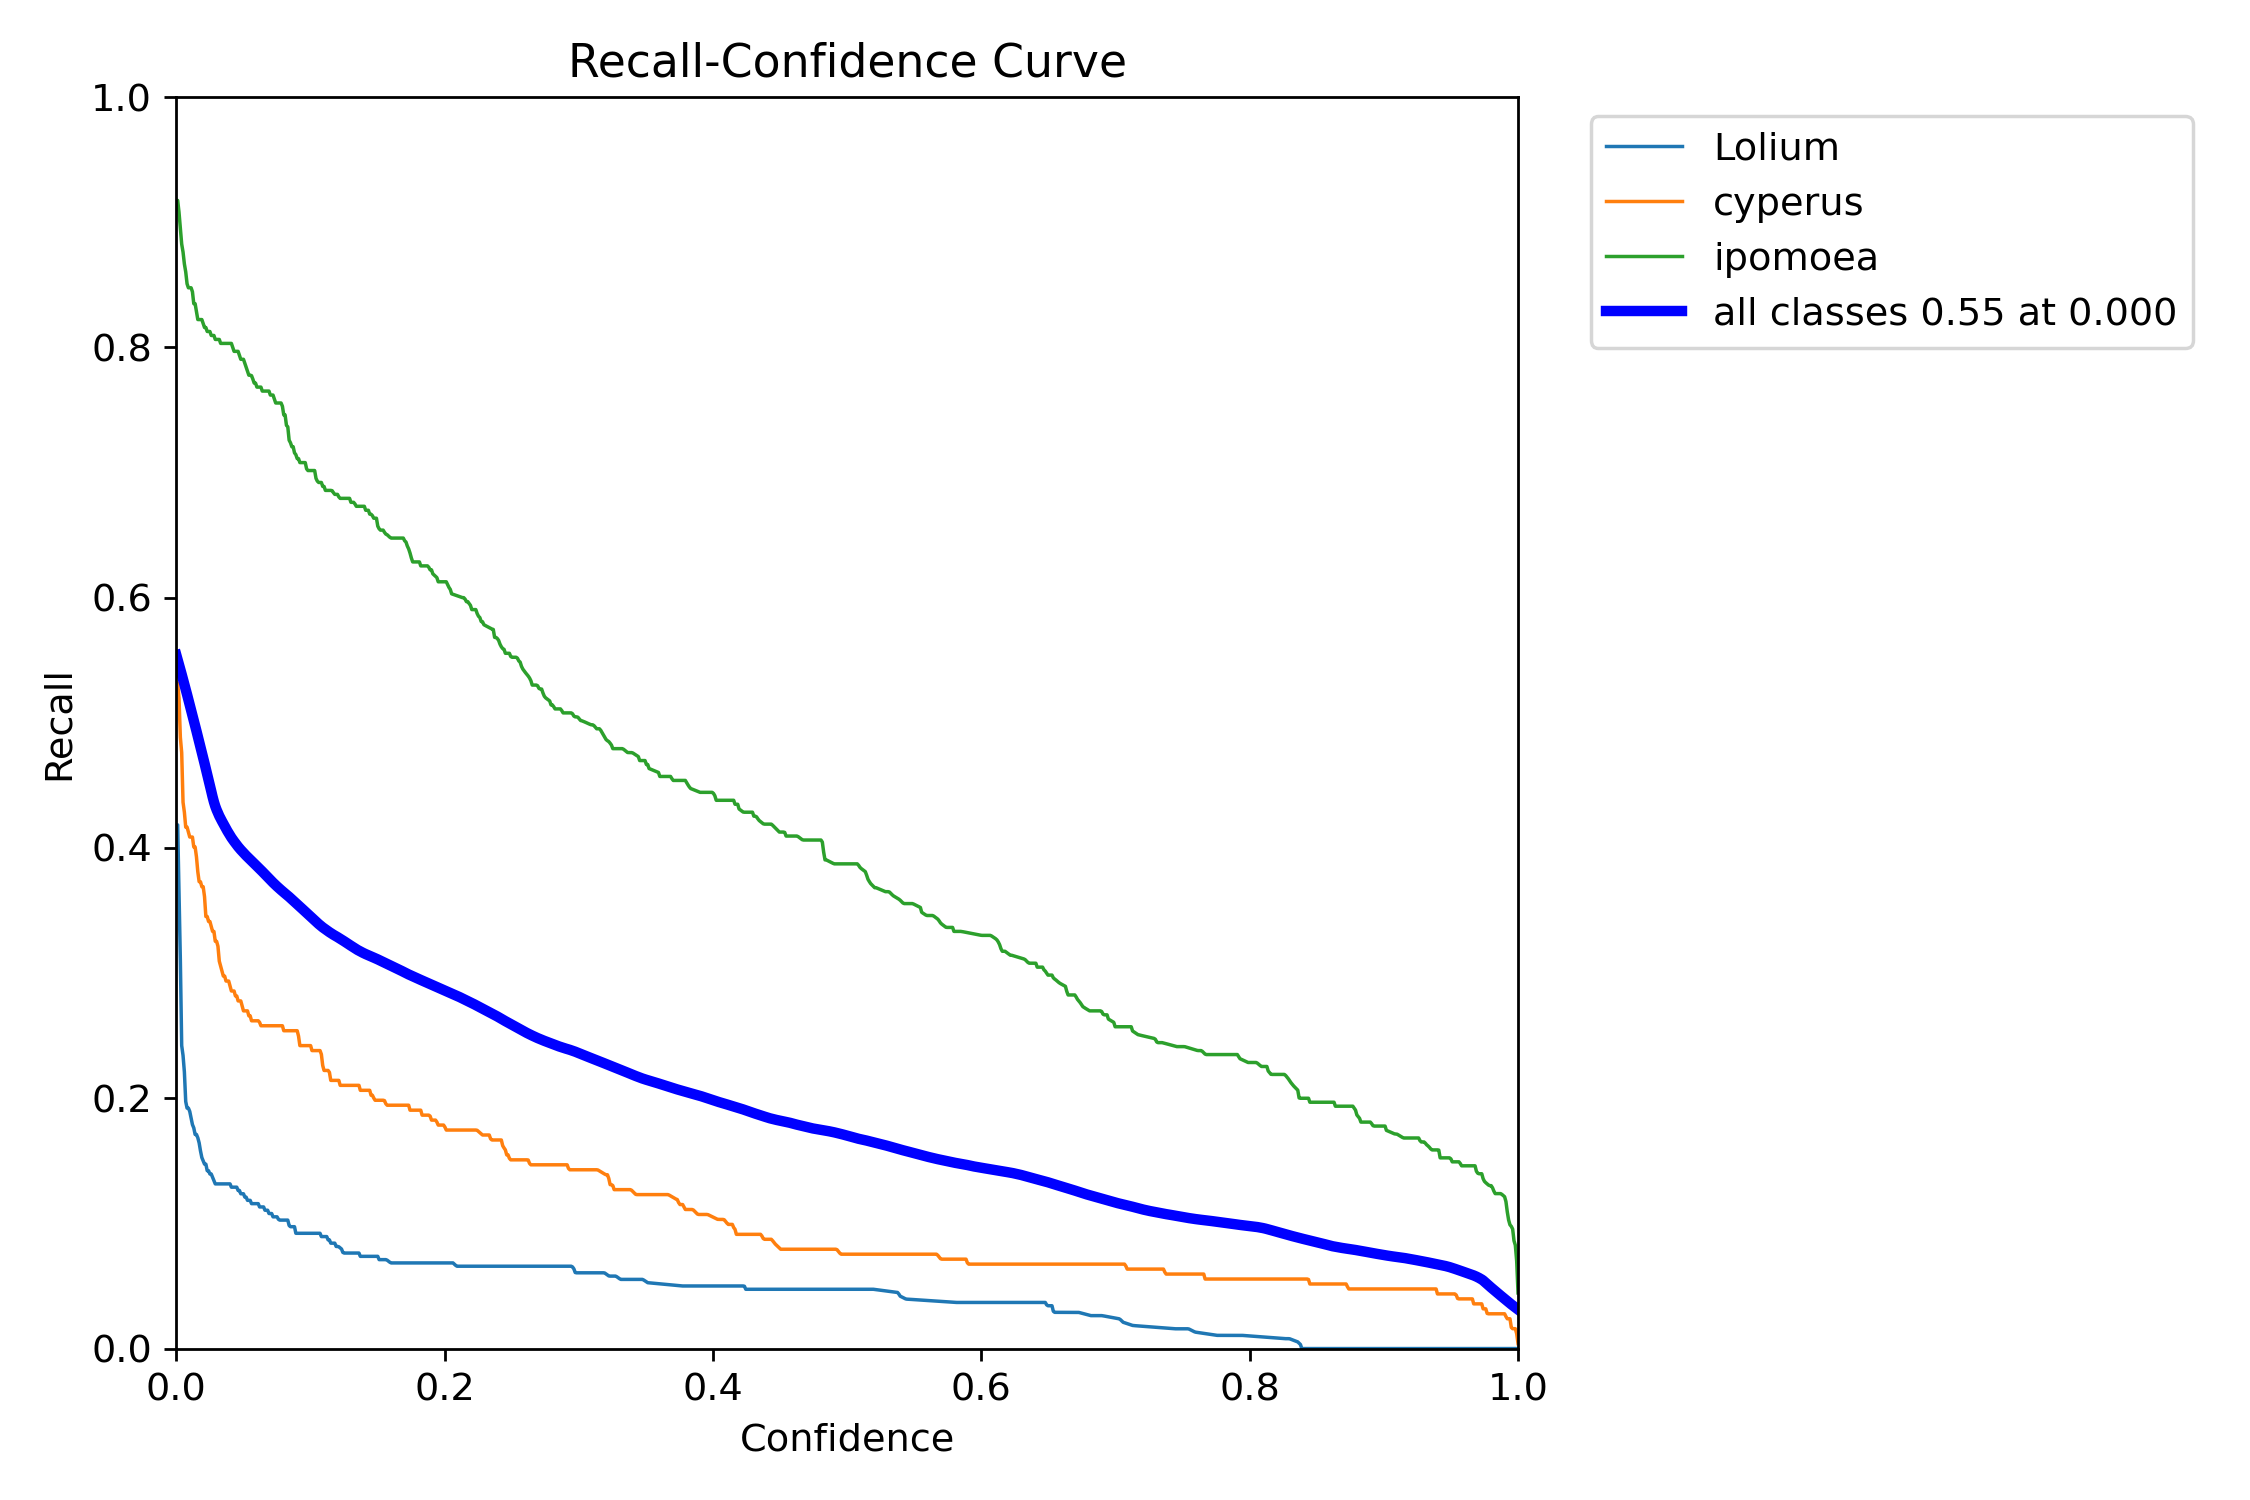 Recall-Confidence Curve
1.0
0.8
0.6
0.4
0.2
0.0
Recall
0.0 0.2 0.4 0.6 0.8 1.0
Confidence
Lolium
cyperus
ipomoea
all classes 0.55 at 0.000